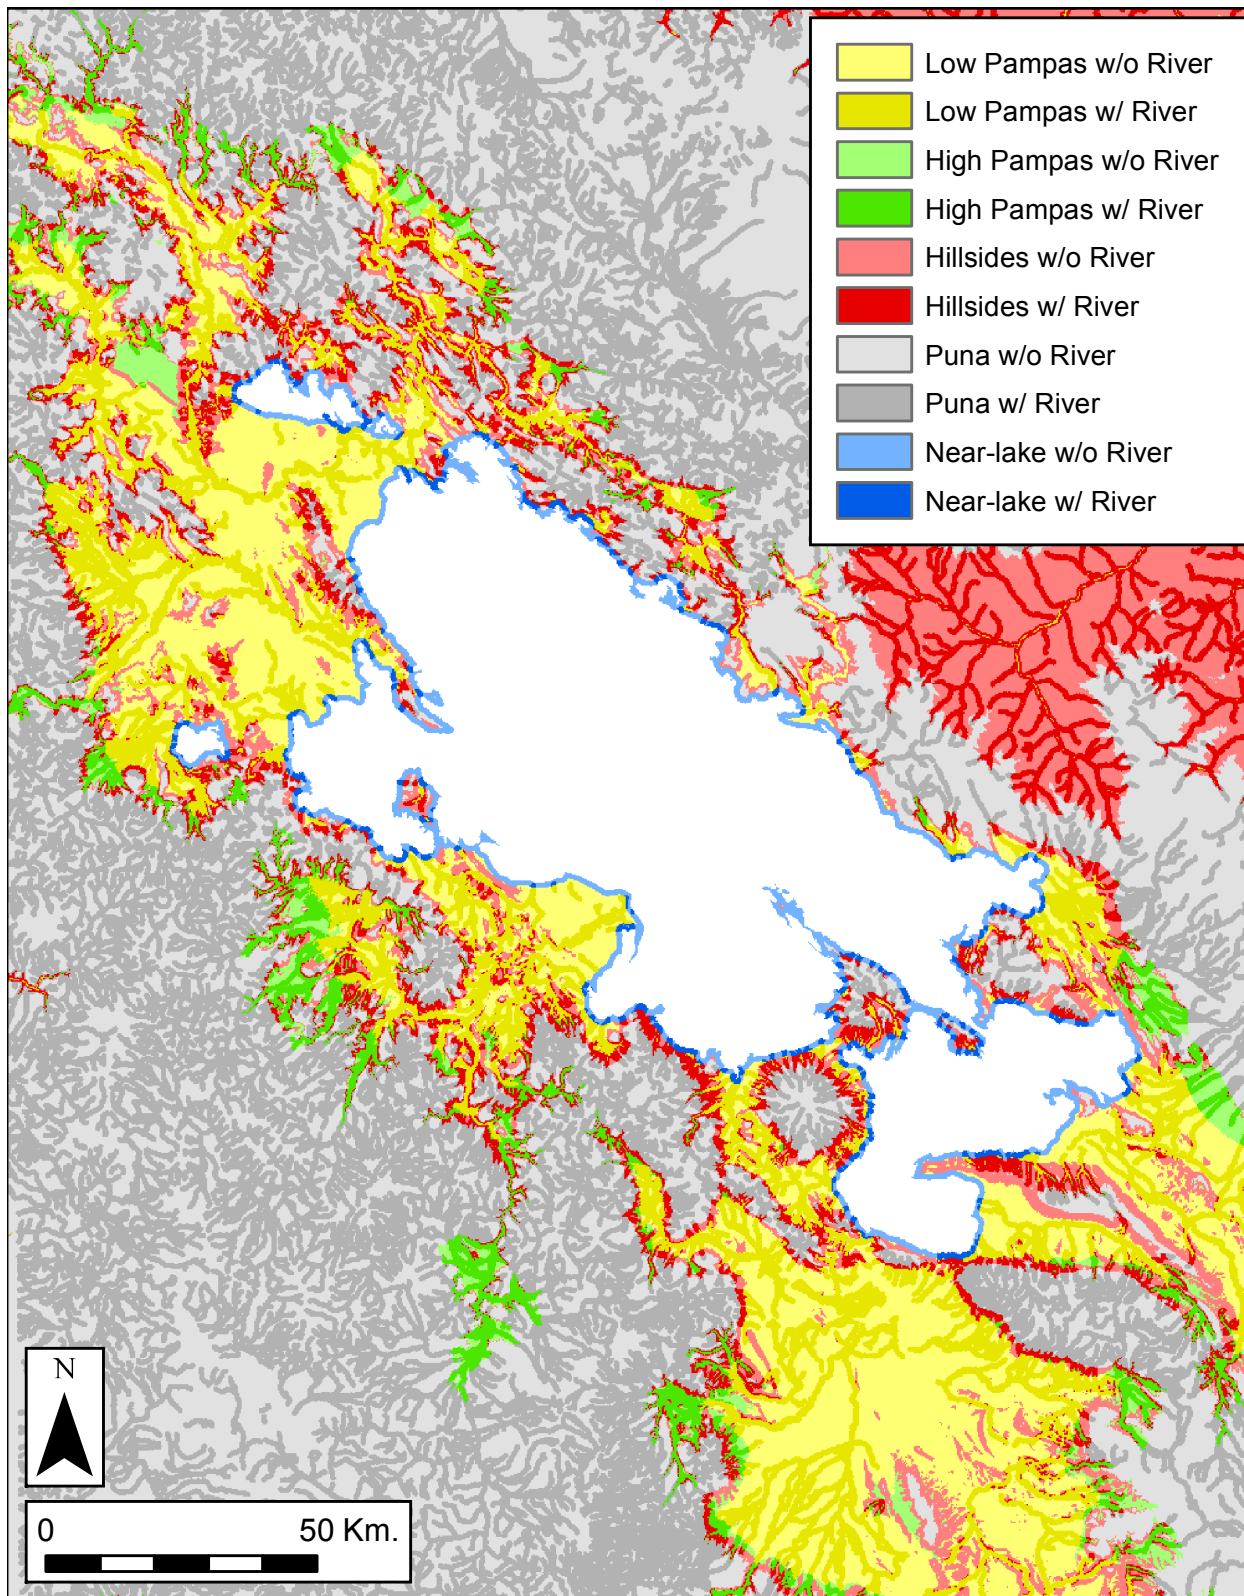 Low Pampas w/o River
Low Pampas w/ River
High Pampas w/o River
High Pampas w/ River
Hillsides w/o River
Hillsides w/ River
Puna w/o River
Puna w/ River
Near-lake w/o River
Near-lake w/ River
N
0 50 Km.